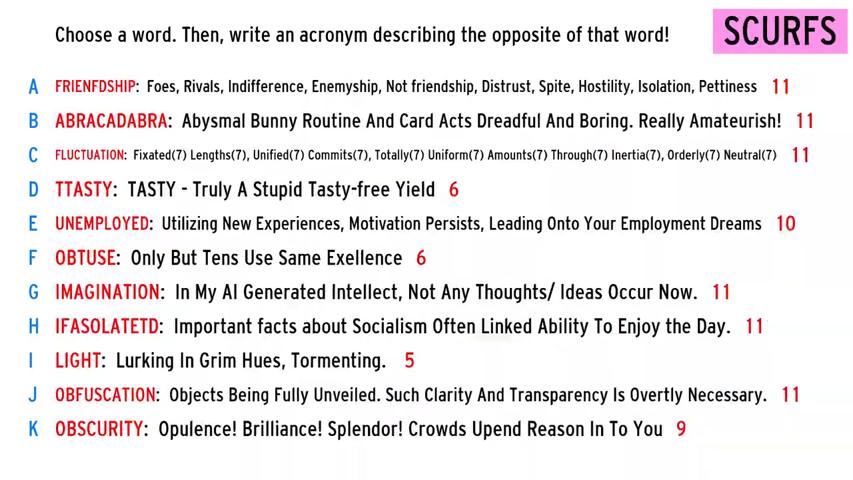 Choose a word. Then, write an acronym describing the opposite of that word!
SCURFS
A FRIENFDSHIP: Foes, Rivals, Indifference, Enemyship, Not friendship, Distrust, Spite, Hostility, Isolation, Pettiness 11
B ABRACADABRA: Abysmal Bunny Routine And Card Acts Dreadful And Boring. Really Amateurish! 11
C FLUCTUATION: Fixated(7) Lengths(7), Unified(7) Commits(7), Totally(7) Uniform(7) Amounts(7) Through(7) Inertia(7), Orderly(7) Neutral(7) 11
D TTASTY: TASTY - Truly A Stupid Tasty-free Yield 6
E UNEMPLOYED: Utilizing New Experiences, Motivation Persists, Leading Onto Your Employment Dreams 10
F OBTUSE: Only But Tens Use Same Exellence 6
G IMAGINATION: In My AI Generated Intellect, Not Any Thoughts/ Ideas Occur Now. 11
H IFASOLATETD: Important facts about Socialism Often Linked Ability To Enjoy the Day. 11
I LIGHT: Lurking In Grim Hues, Tormenting. 5
J OBFUSCATION: Objects Being Fully Unveiled. Such Clarity And Transparency Is Overtly Necessary. 11
K OBSCURITY: Opulence! Brilliance! Splendor! Crowds Upend Reason In To You 9